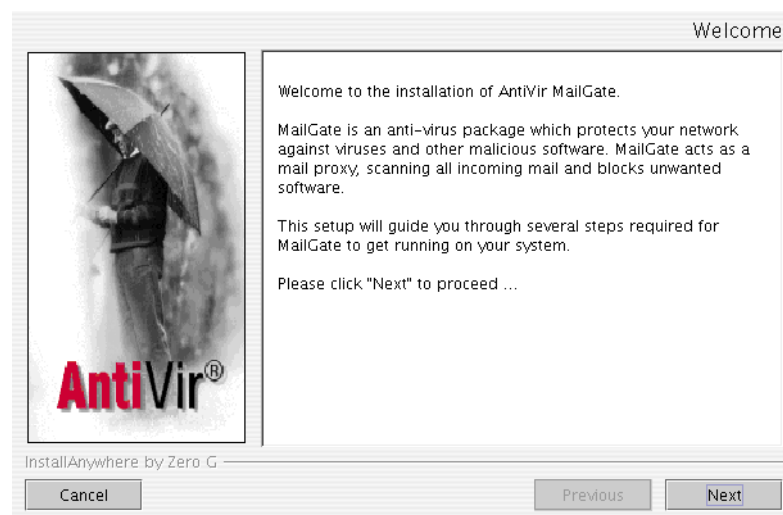 Welcome
Welcome to the installation of AntiVir MailGate.
MailGate is an anti-virus package which protects your network
against viruses and other malicious software. MailGate acts as a
mail proxy, scanning all incoming mail and blocks unwanted
software.
This setup will guide you through several steps required for
MailGate to get running on your system.
Please click "Next" to proceed ...
AntiVir®
InstallAnywhere by Zero G
Cancel
Previous
Next